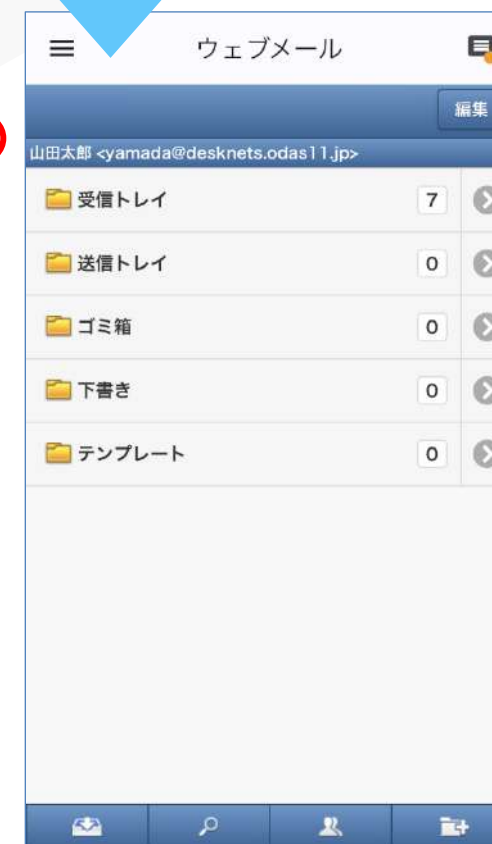 ウェブメール
編集
山田太郎 <yamada@desknets.odas11.jp>
受信トレイ 7
送信トレイ 0
ゴミ箱 0
下書き 0
テンプレート 0